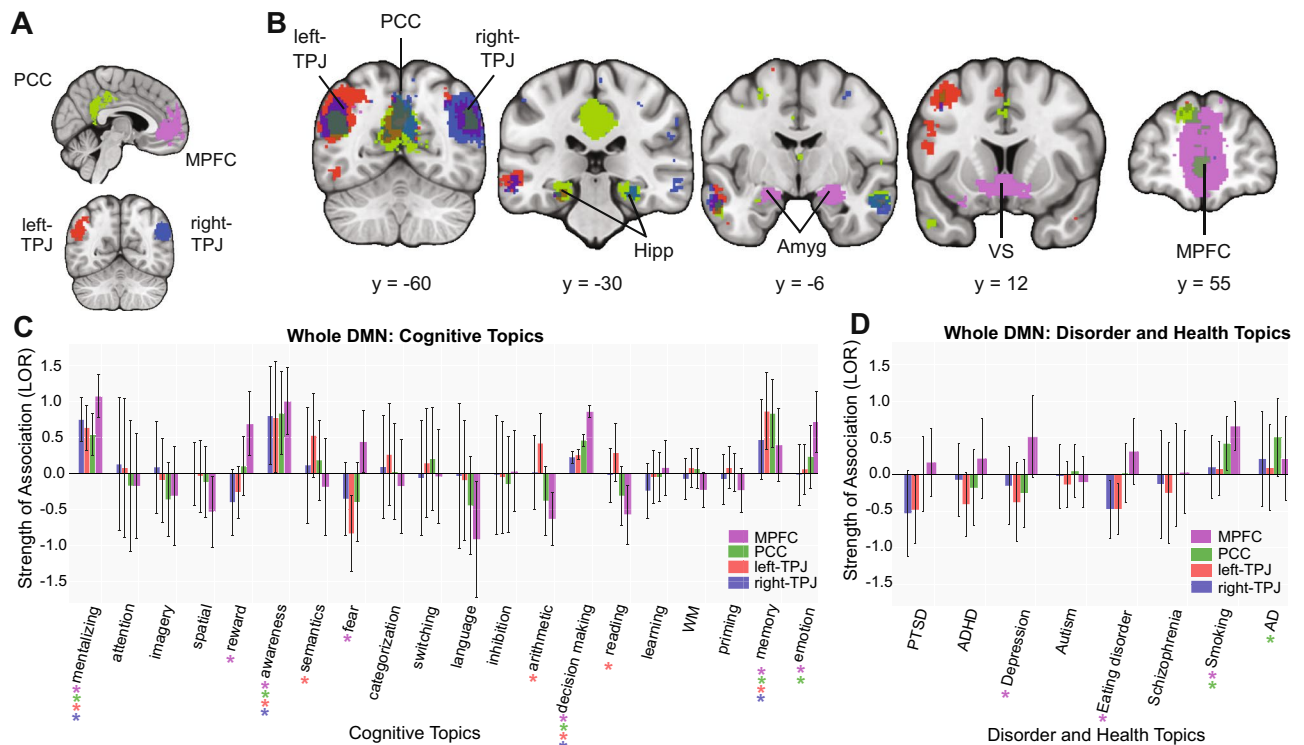 A
PCC
MPFC
left-
TPJ
right-
TPJ
B
left-
TPJ
PCC
right-
TPJ
Hipp
Amyg
VS
MPFC
y = -60
y = -30
y = -6
y = 12
y = 55
C
Whole DMN: Cognitive Topics
Strength of Association (LOR)
1.5
1.0
0.5
0.0
-0.5
-1.0
-1.5
MPFC
PCC
left-TPJ
right-TPJ
****mentalizing
attention
imagery
spatial
*reward
****awareness
*semantics
*fear
categorization
switching
language
inhibition
*arithmetic
****decision making
*reading
learning
WM
priming
****memory
**emotion
Cognitive Topics
D
Whole DMN: Disorder and Health Topics
Strength of Association (LOR)
1.5
1.0
0.5
0.0
-0.5
-1.0
-1.5
MPFC
PCC
left-TPJ
right-TPJ
PTSD
ADHD
*Depression
Autism
*Eating disorder
Schizophrenia
**Smoking
*AD
Disorder and Health Topics